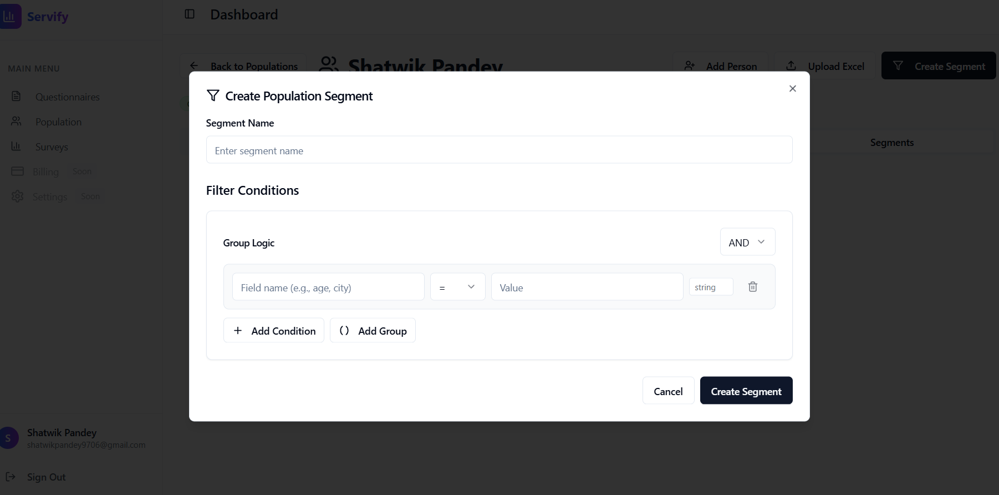 Servify
Dashboard
MAIN MENU
Questionnaires
Population
Surveys
Billing Soon
Settings Soon
Back to Populations
Shatwik Pandey
Add Person
Upload Excel
Create Segment
Segments
Create Population Segment
Segment Name
Enter segment name
Filter Conditions
Group Logic
AND
Field name (e.g., age, city)
=
Value
string
+ Add Condition
() Add Group
Cancel
Create Segment
S
Shatwik Pandey
shatwikpandey9706@gmail.com
Sign Out